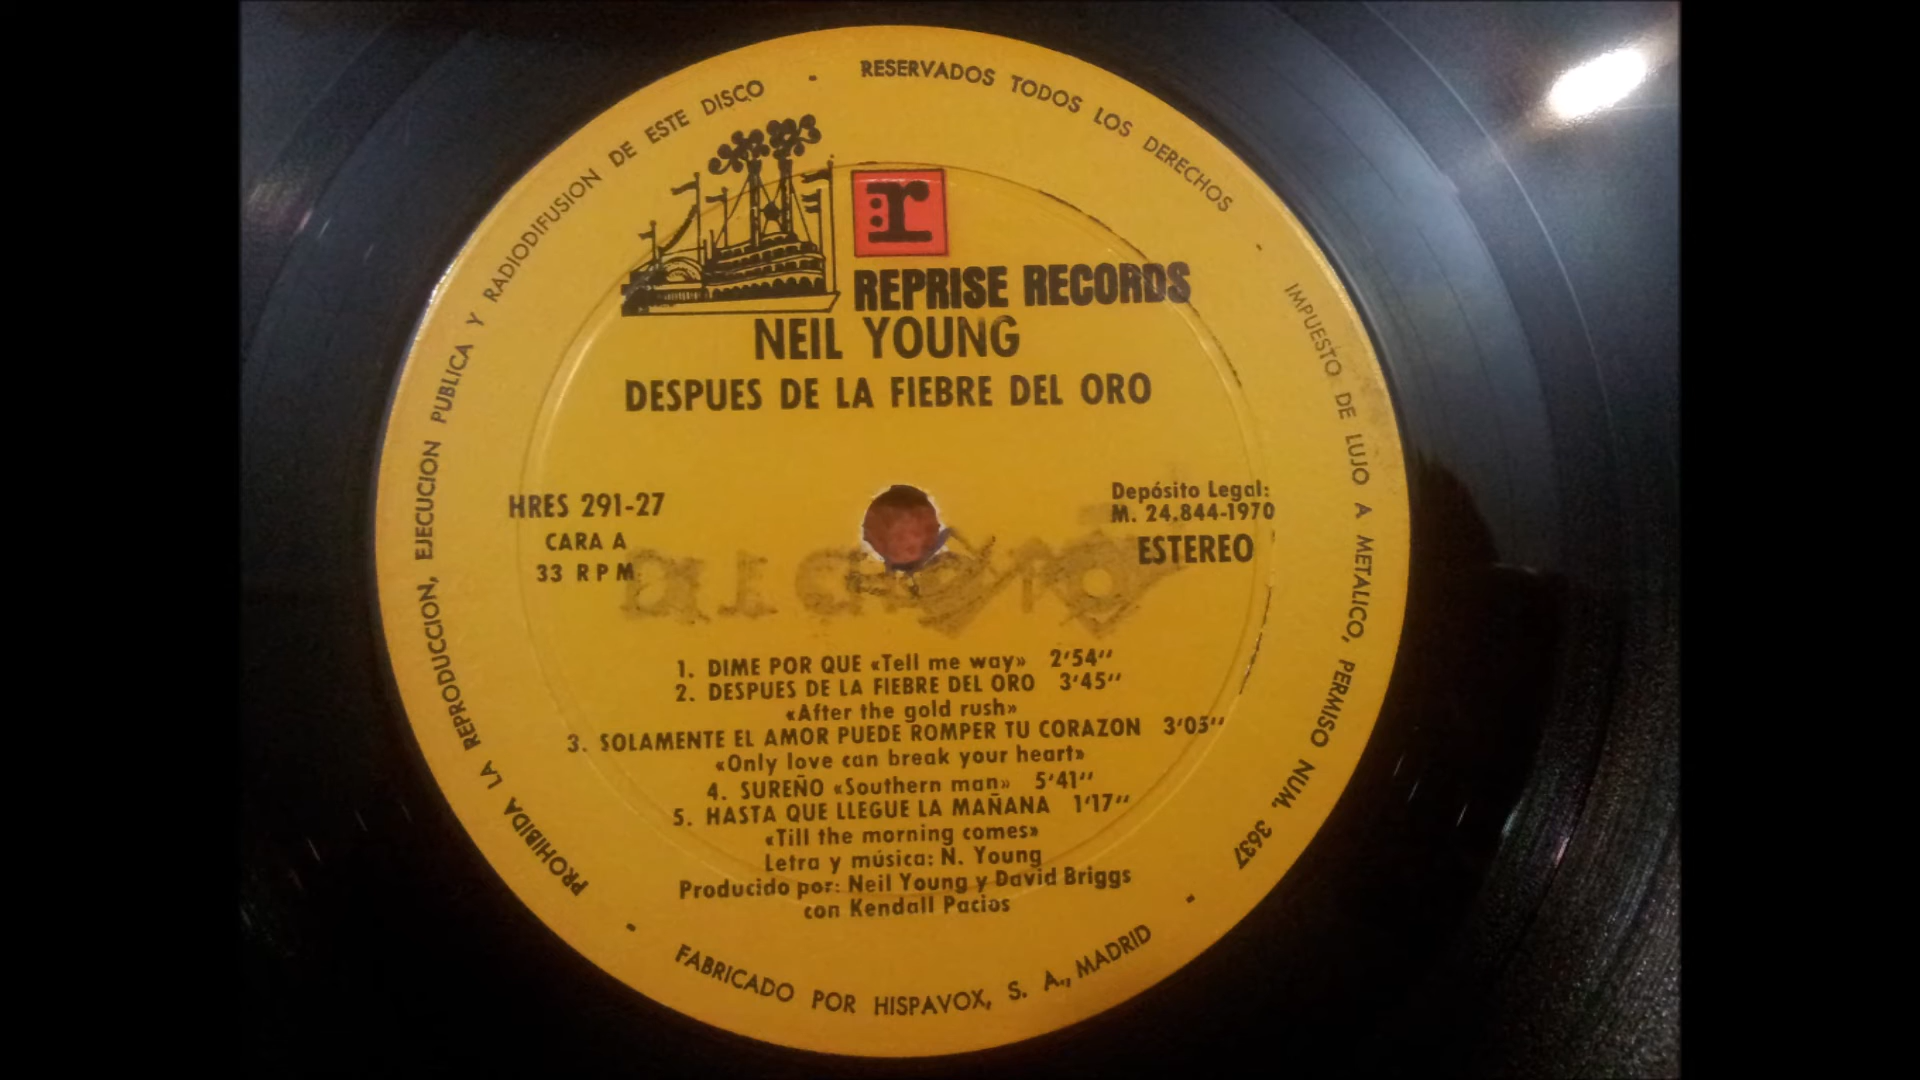 PROHIBIDA LA REPRODUCCION, EJECUCION PUBLICA Y RADIODIFUSION DE ESTE DISCO
RESERVADOS TODOS LOS DERECHOS
IMPUESTO DE LUJO A METALICO, PERMISO NUM. 3637
r
REPRISE RECORDS
NEIL YOUNG
DESPUES DE LA FIEBRE DEL ORO
HRES 291-27
CARA A
33 RPM
Depósito Legal:
M. 24.844-1970
ESTEREO
1. DIME POR QUE «Tell me way» 2'54''
2. DESPUES DE LA FIEBRE DEL ORO 3'45''
«After the gold rush»
3. SOLAMENTE EL AMOR PUEDE ROMPER TU CORAZON 3'05''
«Only love can break your heart»
4. SUREÑO «Southern man» 5'41''
5. HASTA QUE LLEGUE LA MAÑANA 1'17''
«Till the morning comes»
Letra y música: N. Young
Producido por: Neil Young y David Briggs
con Kendall Pacios
FABRICADO POR HISPAVOX, S. A., MADRID